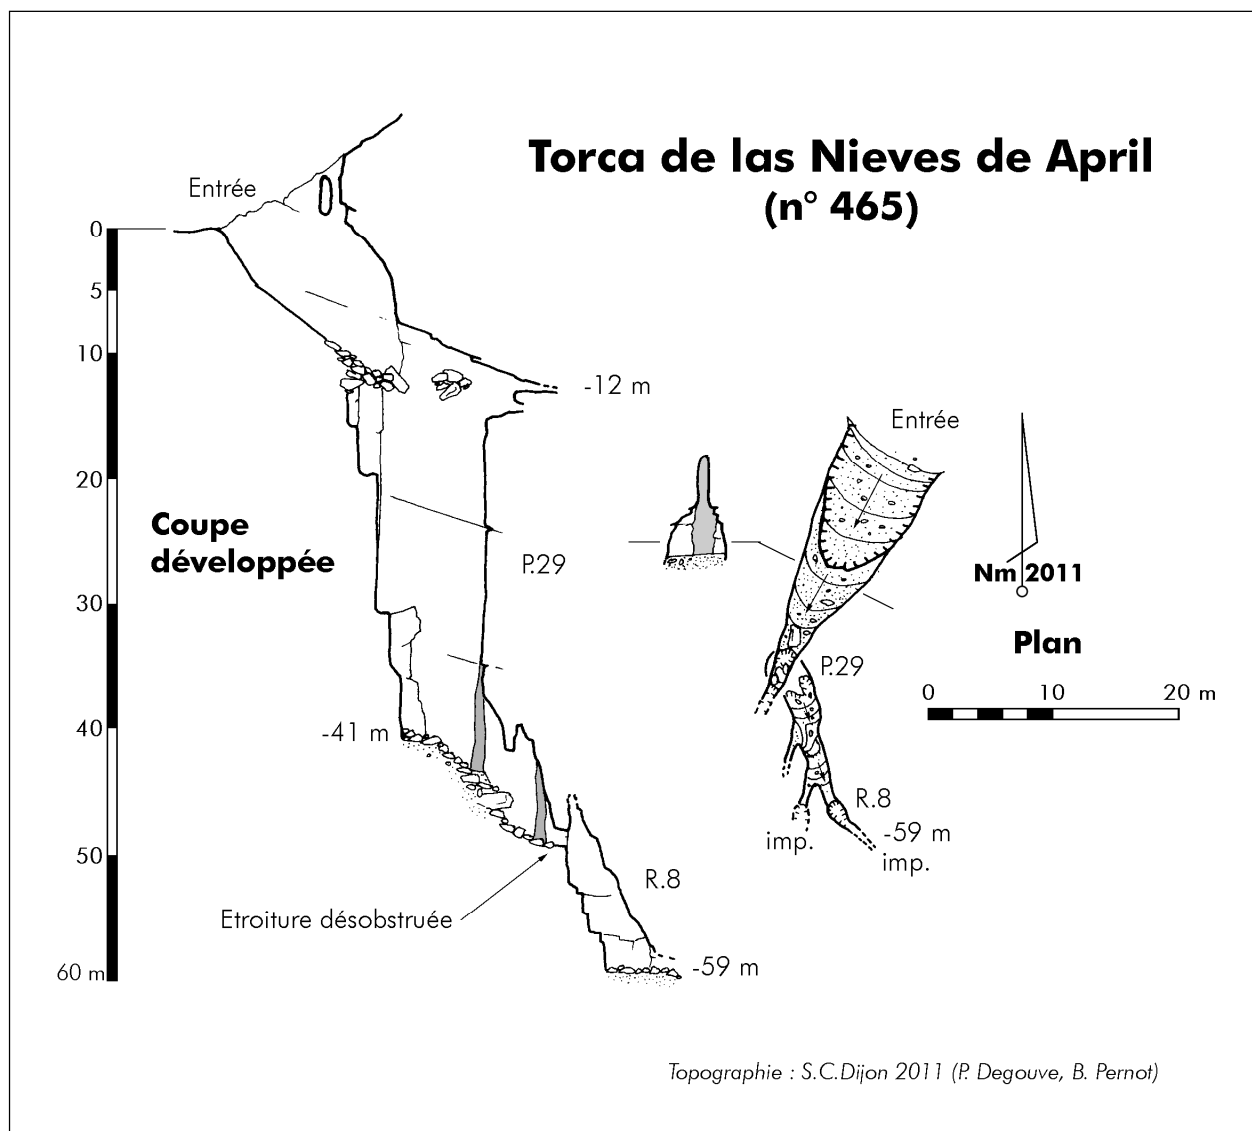 Torca de las Nieves de April
(n° 465)
Entrée
0
5
10
20
30
40
50
60 m
-12 m
Coupe
développée
P.29
-41 m
R.8
Etroiture désobstruée
-59 m
Entrée
Nm 2011
Plan
P.29
0 10 20 m
R.8
-59 m
imp.
imp.
Topographie : S.C.Dijon 2011 (P. Degouve, B. Pernot)